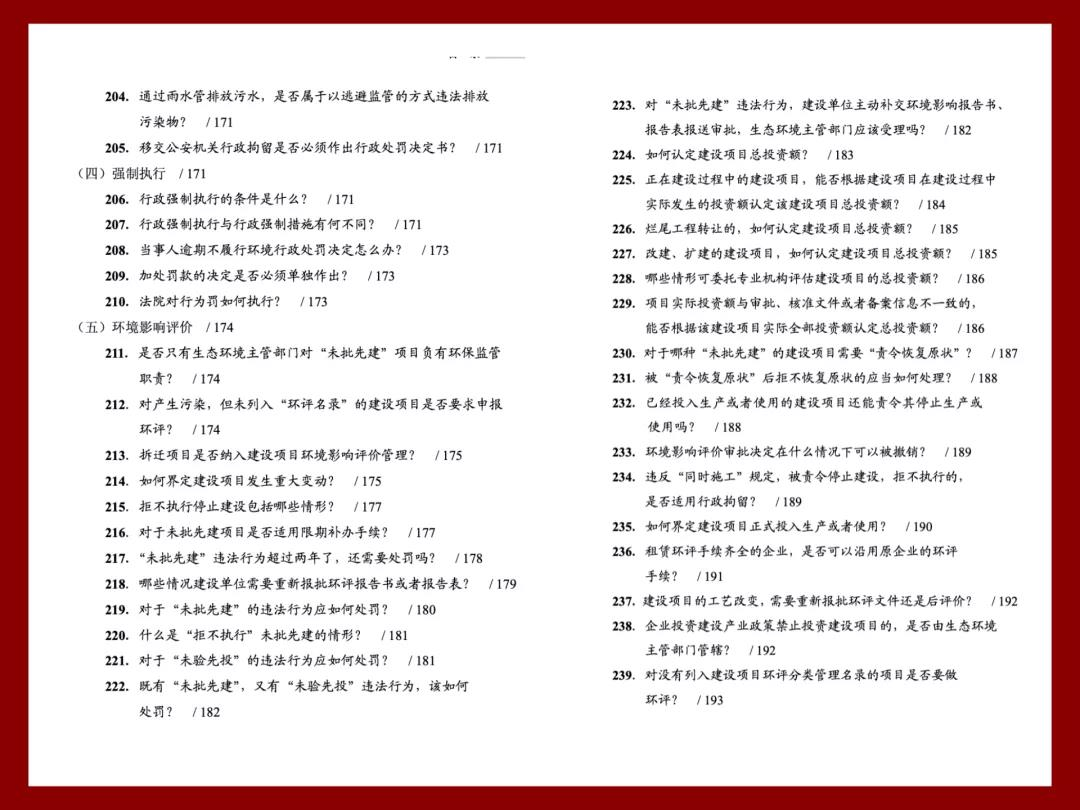 204. 通过雨水管排放污水，是否属于以逃避监管的方式违法排放
污染物？ / 171
205. 移交公安机关行政拘留是否必须作出行政处罚决定书？ / 171
（四）强制执行 / 171
206. 行政强制执行的条件是什么？ / 171
207. 行政强制执行与行政强制措施有何不同？ / 171
208. 当事人逾期不履行环境行政处罚决定怎么办？ / 173
209. 加处罚款的决定是否必须单独作出？ / 173
210. 法院对行为罚如何执行？ / 173
（五）环境影响评价 / 174
211. 是否只有生态环境主管部门对“未批先建”项目负有环保监管
职责？ / 174
212. 对产生污染，但未列入“环评名录”的建设项目是否要求申报
环评？ / 174
213. 拆迁项目是否纳入建设项目环境影响评价管理？ / 175
214. 如何界定建设项目发生重大变动？ / 175
215. 拒不执行停止建设包括哪些情形？ / 177
216. 对于未批先建项目是否适用限期补办手续？ / 177
217. “未批先建”违法行为超过两年了，还需要处罚吗？ / 178
218. 哪些情况建设单位需要重新报批环评报告书或者报告表？ / 179
219. 对于“未批先建”的违法行为应如何处罚？ / 180
220. 什么是“拒不执行”未批先建的情形？ / 181
221. 对于“未验先投”的违法行为应如何处罚？ / 181
222. 既有“未批先建”，又有“未验先投”违法行为，该如何
处罚？ / 182
223. 对“未批先建”违法行为，建设单位主动补交环境影响报告书、
报告表报送审批，生态环境主管部门应该受理吗？ / 182
224. 如何认定建设项目总投资额？ / 183
225. 正在建设过程中的建设项目，能否根据建设项目在建设过程中
实际发生的投资额认定该建设项目总投资额？ / 184
226. 烂尾工程转让的，如何认定建设项目总投资额？ / 185
227. 改建、扩建的建设项目，如何认定建设项目总投资额？ / 185
228. 哪些情形可委托专业机构评估建设项目的总投资额？ / 186
229. 项目实际投资额与审批、核准文件或者备案信息不一致的，
能否根据该建设项目实际全部投资额认定总投资额？ / 186
230. 对于哪种“未批先建”的建设项目需要“责令恢复原状”？ / 187
231. 被“责令恢复原状”后拒不恢复原状的应当如何处理？ / 188
232. 已经投入生产或者使用的建设项目还能责令其停止生产或
使用吗？ / 188
233. 环境影响评价审批决定在什么情况下可以被撤销？ / 189
234. 违反“同时施工”规定，被责令停止建设，拒不执行的，
是否适用行政拘留？ / 189
235. 如何界定建设项目正式投入生产或者使用？ / 190
236. 租赁环评手续齐全的企业，是否可以沿用原企业的环评
手续？ / 191
237. 建设项目的工艺改变，需要重新报批环评文件还是后评价？ / 192
238. 企业投资建设产业政策禁止投资建设项目的，是否由生态环境
主管部门管辖？ / 192
239. 对没有列入建设项目环评分类管理名录的项目是否要做
环评？ / 193